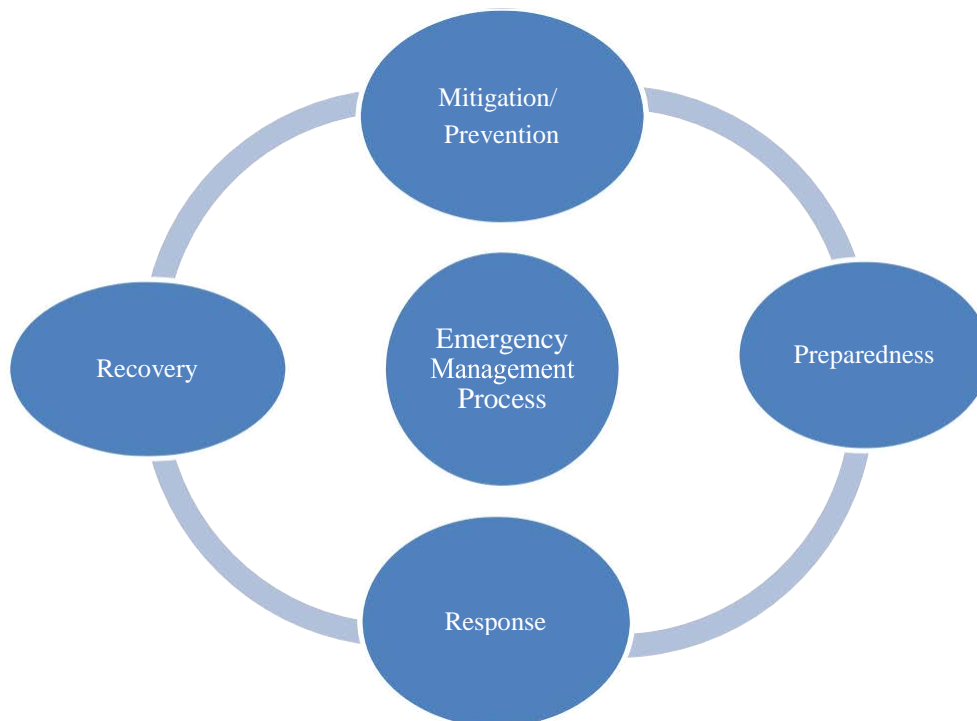 Mitigation/
Prevention
Emergency
Management
Process
Recovery
Preparedness
Response